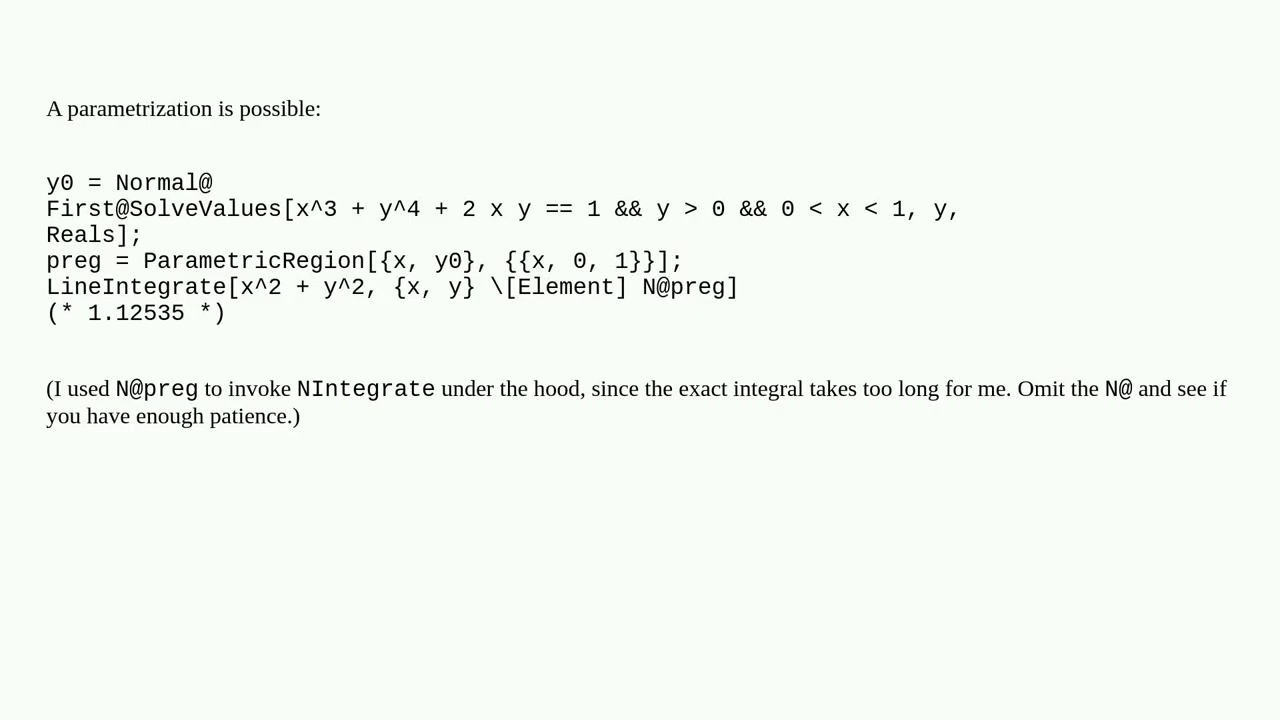 A parametrization is possible:
y0 = Normal@
First@SolveValues[x^3 + y^4 + 2 x y == 1 && y > 0 && 0 < x < 1, y,
Reals];
preg = ParametricRegion[{x, y0}, {{x, 0, 1}}];
LineIntegrate[x^2 + y^2, {x, y} \[Element] N@preg]
(* 1.12535 *)
(I used N@preg to invoke NIntegrate under the hood, since the exact integral takes too long for me. Omit the N@ and see if
you have enough patience.)